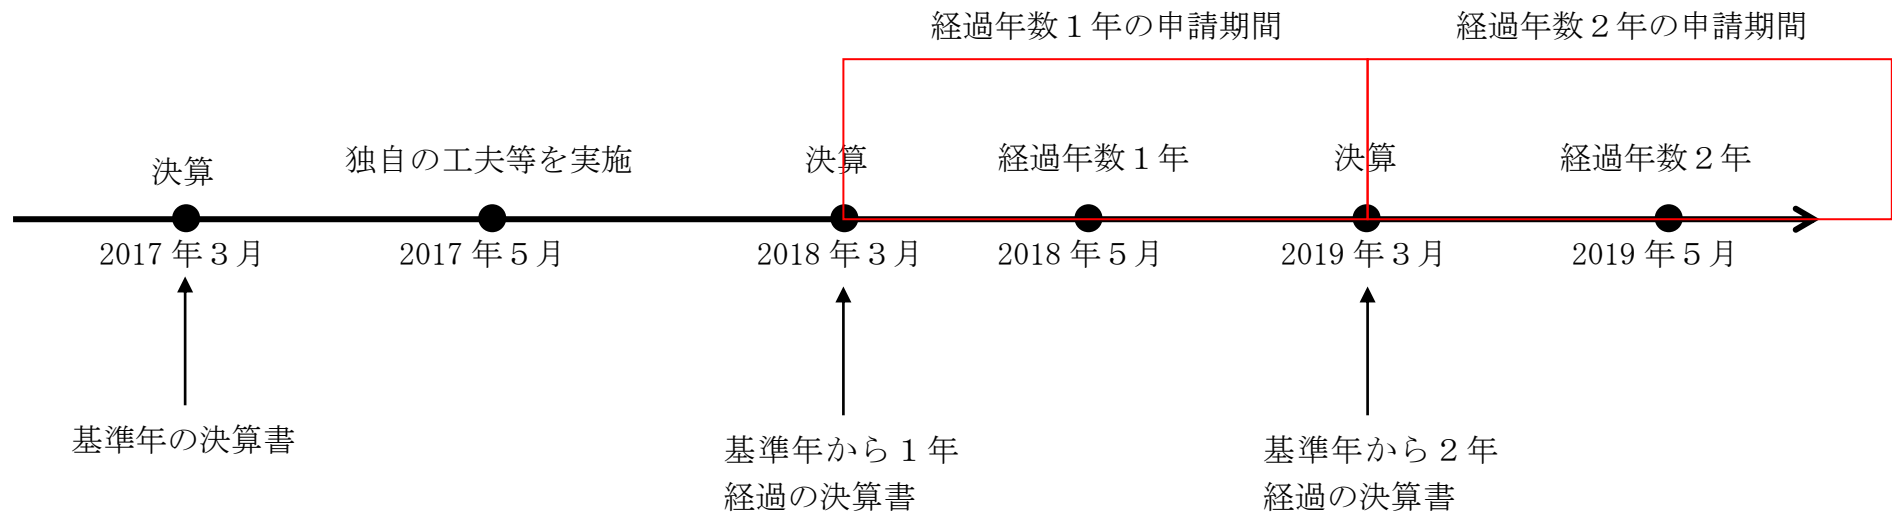 経過年数１年の申請期間
経過年数２年の申請期間
決算
独自の工夫等を実施
決算
経過年数１年
決算
経過年数２年
2017 年３月
2017 年５月
2018 年３月
2018 年５月
2019 年３月
2019 年５月
基準年の決算書
基準年から１年
経過の決算書
基準年から２年
経過の決算書